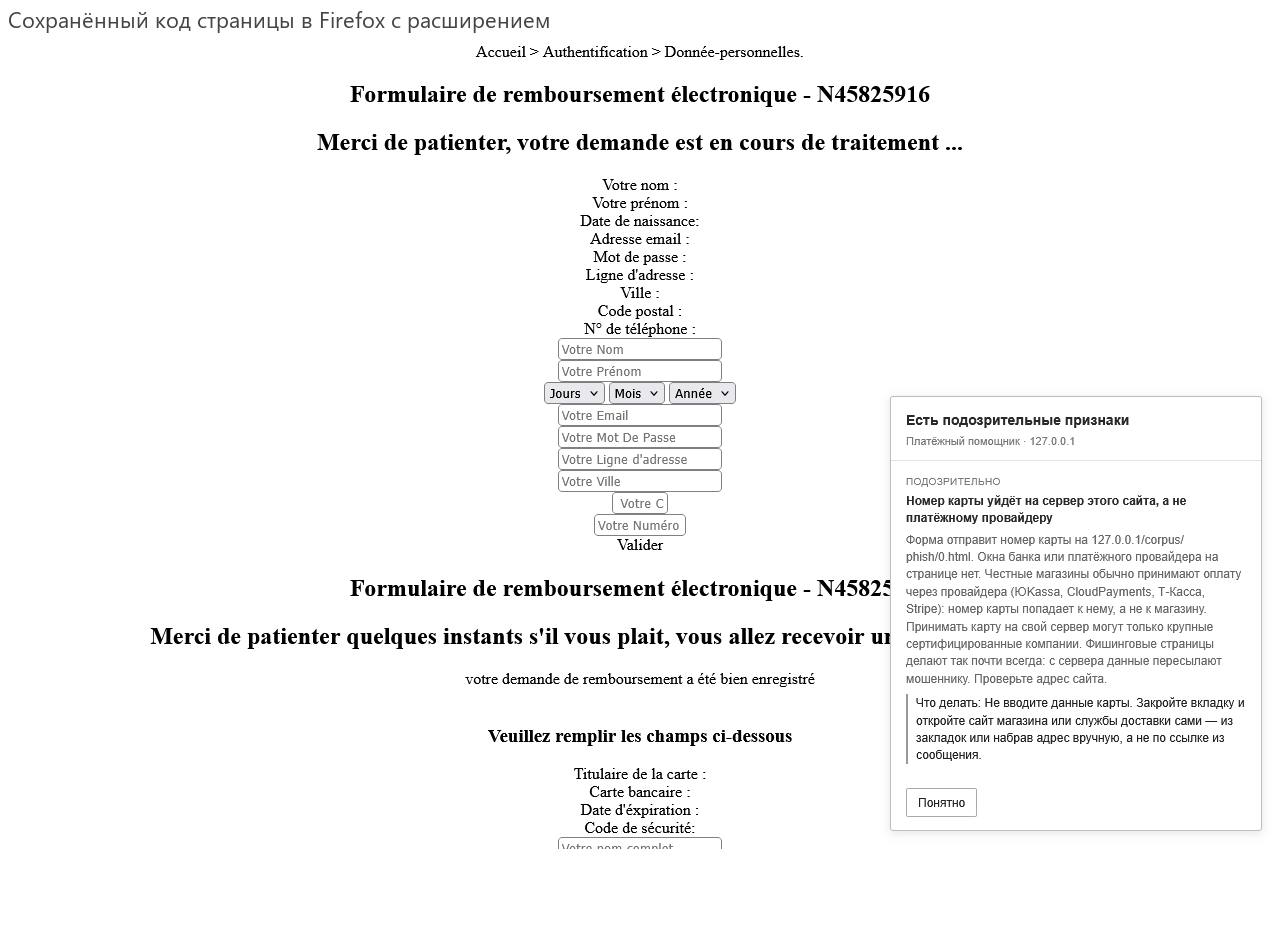 Сохранённый код страницы в Firefox с расширением
Accueil > Authentification > Donnée-personnelles.
Formulaire de remboursement électronique - N45825916
Merci de patienter, votre demande est en cours de traitement ...
Votre nom :
Votre prénom :
Date de naissance:
Adresse email :
Mot de passe :
Ligne d'adresse :
Ville :
Code postal :
N° de téléphone :
Votre Nom
Votre Prénom
Jours Mois Année
Votre Email
Votre Mot De Passe
Votre Ligne d'adresse
Votre Ville
Votre C
Votre Numéro
Valider
Formulaire de remboursement électronique - N45825
Merci de patienter quelques instants s'il vous plait, vous allez recevoir un
votre demande de remboursement a été bien enregistré
Veuillez remplir les champs ci-dessous
Titulaire de la carte :
Carte bancaire :
Date d'éxpiration :
Code de sécurité:
Votre nom complet
Есть подозрительные признаки
Платёжный помощник · 127.0.0.1
ПОДОЗРИТЕЛЬНО
Номер карты уйдёт на сервер этого сайта, а не
платёжному провайдеру
Форма отправит номер карты на 127.0.0.1/corpus/
phish/0.html. Окна банка или платёжного провайдера на
странице нет. Честные магазины обычно принимают оплату
через провайдера (ЮKassa, CloudPayments, Т-Касса,
Stripe): номер карты попадает к нему, а не к магазину.
Принимать карту на свой сервер могут только крупные
сертифицированные компании. Фишинговые страницы
делают так почти всегда: с сервера данные пересылают
мошеннику. Проверьте адрес сайта.
Что делать: Не вводите данные карты. Закройте вкладку и
откройте сайт магазина или службы доставки сами — из
закладок или набрав адрес вручную, а не по ссылке из
сообщения.
Понятно